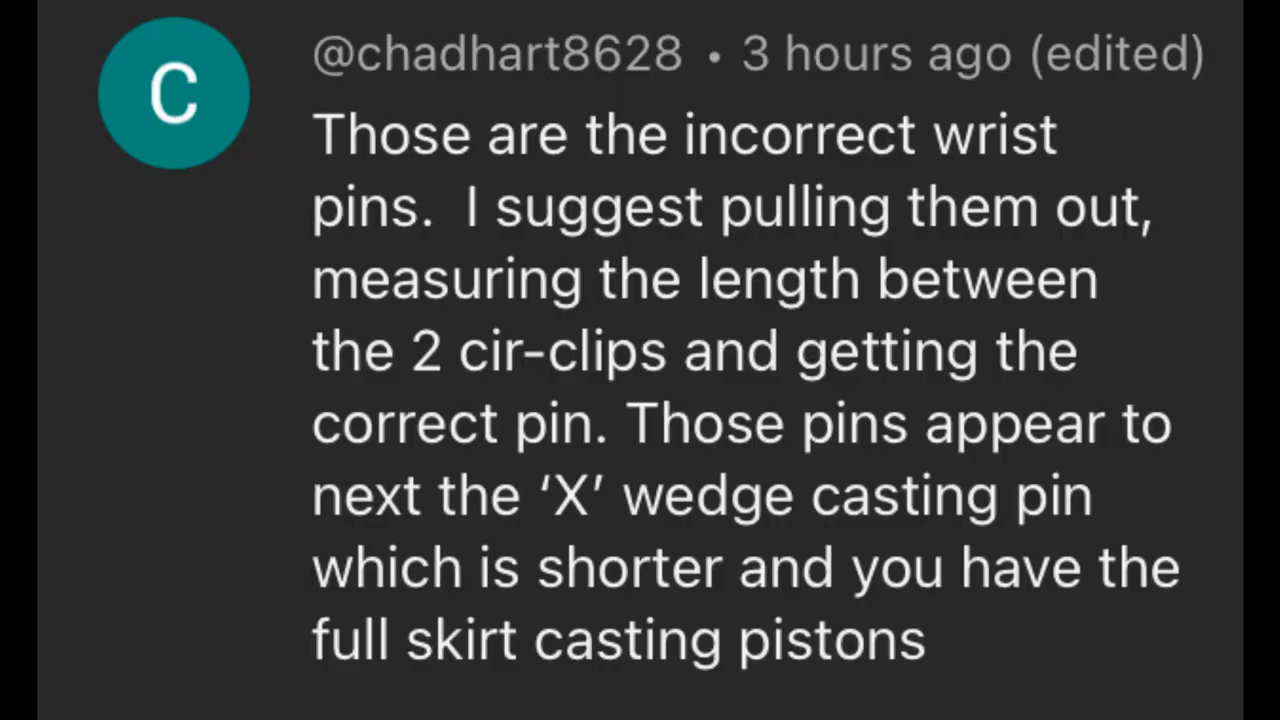 C
@chadhart8628 • 3 hours ago (edited)
Those are the incorrect wrist
pins.  I suggest pulling them out,
measuring the length between
the 2 cir-clips and getting the
correct pin. Those pins appear to
next the ‘X’ wedge casting pin
which is shorter and you have the
full skirt casting pistons